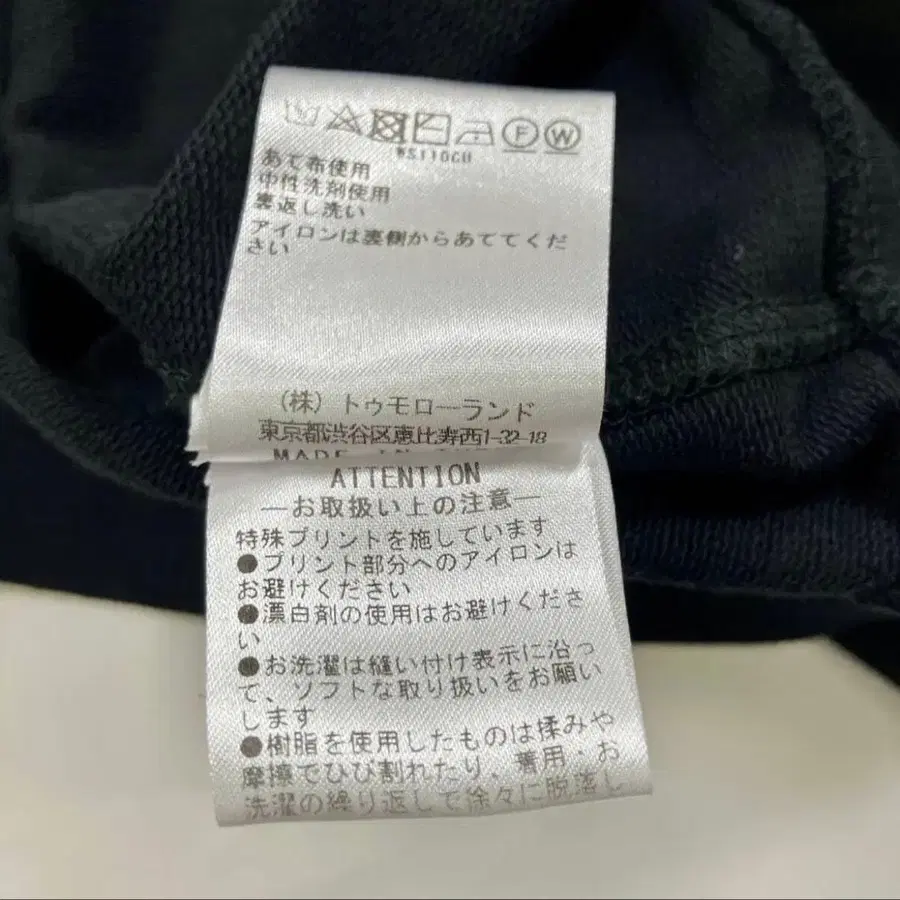 F W
WS110GU
あて布使用
中性洗剤使用
裏返し洗い
アイロンは裏側からあててくだ
さい
(株)トゥモローランド
東京都渋谷区恵比寿西1-32-18
MADE IN
ATTENTION
—お取扱い上の注意—
特殊プリントを施しています
●プリント部分へのアイロンは
お避けください
●漂白剤の使用はお避けくださ
い
●お洗濯は縫い付け表示に沿っ
て、ソフトな取り扱いをお願い
します
●樹脂を使用したものは揉みや
摩擦でひび割れたり、着用・お
洗濯の繰り返しで徐々に脱落し